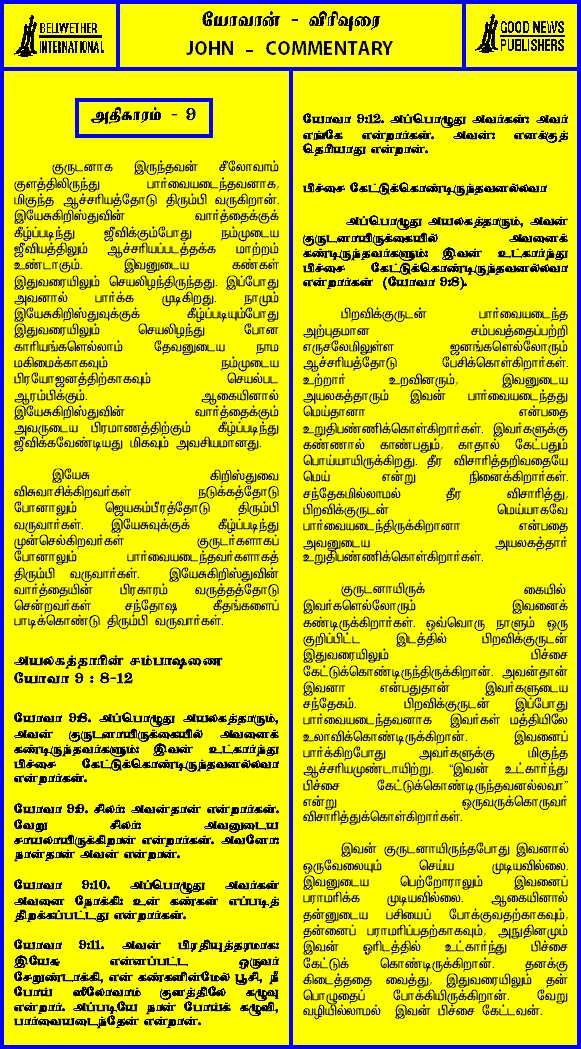 BELWETHER
INTERNATIONAL
யோவான் - விரிவுரை
JOHN - COMMENTARY
GOOD NEWS
PUBLISHERS
அதிகாரம் - 9
குருடனாக இருந்தவன் சீலோவாம்
குளத்திலிருந்து பார்வையடைந்தவனாக,
மிகுந்த ஆச்சரியத்தோடு திரும்பி வருகிறான்.
இயேசுகிறிஸ்துவின் வார்த்தைக்குக்
கீழ்ப்படிந்து ஜீவிக்கும்போது நம்முடைய
ஜீவியத்திலும் ஆச்சரியப்படத்தக்க மாற்றம்
உண்டாகும். இவனுடைய கண்கள்
இதுவரையிலும் செயலிழந்திருந்தது. இப்போது
அவனால் பார்க்க முடிகிறது. நாமும்
இயேசுகிறிஸ்துவுக்குக் கீழ்ப்படியும்போது
இதுவரையிலும் செயலிழந்து போன
காரியங்களெல்லாம் தேவனுடைய நாம
மகிமைக்காகவும் நம்முடைய
பிரயோஜனத்திற்காகவும் செயல்பட
ஆரம்பிக்கும். ஆகையினால்
இயேசுகிறிஸ்துவின் வார்த்தைக்கும்
அவருடைய பிரமாணத்திற்கும் கீழ்ப்படிந்து
ஜீவிக்கவேண்டியது மிகவும் அவசியமானது.
இயேசு கிறிஸ்துவை
விசுவாசிக்கிறவர்கள் நடுக்கத்தோடு
போனாலும் ஜெயகம்பீரத்தோடு திரும்பி
வருவார்கள். இயேசுவுக்குக் கீழ்ப்படிந்து
முன்செல்கிறவர்கள் குருடர்களாகப்
போனாலும் பார்வையடைந்தவர்களாகத்
திரும்பி வருவார்கள். இயேசுகிறிஸ்துவின்
வார்த்தையின் பிரகாரம் வருத்தத்தோடு
சென்றவர்கள் சந்தோஷ கீதங்களைப்
பாடிக்கொண்டு திரும்பி வருவார்கள்.
அயலகத்தாரின் சம்பாஷணை
யோவா 9 : 8-12
யோவா 9:8. அப்பொழுது அயலகத்தாரும்,
அவன் குருடனாயிருக்கையில் அவனைக்
கண்டிருந்தவர்களும்: இவன் உட்கார்ந்து
பிச்சை கேட்டுக்கொண்டிருந்தவனல்லவா
என்றார்கள்.
யோவா 9:9. சிலர்: அவன்தான் என்றார்கள்.
வேறு சிலர்: அவனுடைய
சாயலாயிருக்கிறான் என்றார்கள். அவனோ:
நான்தான் அவன் என்றான்.
யோவா 9:10. அப்பொழுது அவர்கள்
அவனை நோக்கி: உன் கண்கள் எப்படித்
திறக்கப்பட்டது என்றார்கள்.
யோவா 9:11. அவன் பிரதியுத்தரமாக:
இயேசு என்னப்பட்ட ஒருவர்
சேறுண்டாக்கி, என் கண்களின்மேல் பூசி, நீ
போய் ஸீலோவாம் குளத்திலே கழுவு
என்றார். அப்படியே நான் போய்க் கழுவி,
பார்வையடைந்தேன் என்றான்.
யோவா 9:12. அப்பொழுது அவர்கள்: அவர்
எங்கே என்றார்கள். அவன்: எனக்குத்
தெரியாது என்றான்.
பிச்சை கேட்டுக்கொண்டிருந்தவனல்லவா
அப்பொழுது அயலகத்தாரும், அவன்
குருடனாயிருக்கையில் அவனைக்
கண்டிருந்தவர்களும்: இவன் உட்கார்ந்து
பிச்சை கேட்டுக்கொண்டிருந்தவனல்லவா
என்றார்கள் (யோவா 9:8).
பிறவிக்குருடன் பார்வையடைந்த
அற்புதமான சம்பவத்தைப்பற்றி
எருசலேமிலுள்ள ஜனங்களெல்லோரும்
ஆச்சரியத்தோடு பேசிக்கொள்கிறார்கள்.
உற்றார் உறவினரும், இவனுடைய
அயலகத்தாரும் இவன் பார்வையடைந்தது
மெய்தானா என்பதை
உறுதிபண்ணிக்கொள்கிறார்கள். இவர்களுக்கு
கண்ணால் காண்பதும், காதால் கேட்பதும்
பொய்யாயிருக்கிறது. தீர விசாரித்தறிவதையே
மெய் என்று நினைக்கிறார்கள்.
சந்தேகமில்லாமல் தீர விசாரித்து,
பிறவிக்குருடன் மெய்யாகவே
பார்வையடைந்திருக்கிறானா என்பதை
அவனுடைய அயலகத்தார்
உறுதிபண்ணிக்கொள்கிறார்கள்.
குருடனாயிருக் கையில்
இவர்களெல்லோரும் இவனைக்
கண்டிருக்கிறார்கள். ஒவ்வொரு நாளும் ஒரு
குறிப்பிட்ட இடத்தில் பிறவிக்குருடன்
இதுவரையிலும் பிச்சை
கேட்டுக்கொண்டிருந்திருக்கிறான். அவன்தான்
இவனா என்பதுதான் இவர்களுடைய
சந்தேகம். பிறவிக்குருடன் இப்போது
பார்வையடைந்தவனாக இவர்கள் மத்தியிலே
உலாவிக்கொண்டிருக்கிறான். இவனைப்
பார்க்கிறபோது அவர்களுக்கு மிகுந்த
ஆச்சரியமுண்டாயிற்று. “இவன் உட்கார்ந்து
பிச்சை கேட்டுக்கொண்டிருந்தவனல்லவா”
என்று ஒருவருக்கொருவர்
விசாரித்துக்கொள்கிறார்கள்.
இவன் குருடனாயிருந்தபோது இவனால்
ஒருவேலையும் செய்ய முடியவில்லை.
இவனுடைய பெற்றோராலும் இவனைப்
பராமரிக்க முடியவில்லை. ஆகையினால்
தன்னுடைய பசியைப் போக்குவதற்காகவும்,
தன்னைப் பராமரிப்பதற்காகவும், அநுதினமும்
இவன் ஓரிடத்தில் உட்கார்ந்து பிச்சை
கேட்டுக் கொண்டிருக்கிறான். தனக்கு
கிடைத்ததை வைத்து, இதுவரையிலும் தன்
பொழுதைப் போக்கியிருக்கிறான். வேறு
வழியில்லாமல் இவன் பிச்சை கேட்டவன்.